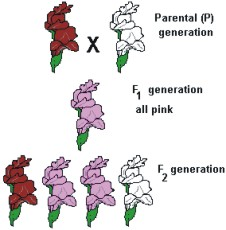 Parental (P)
generation
X
F1 generation
all pink
F2 generation